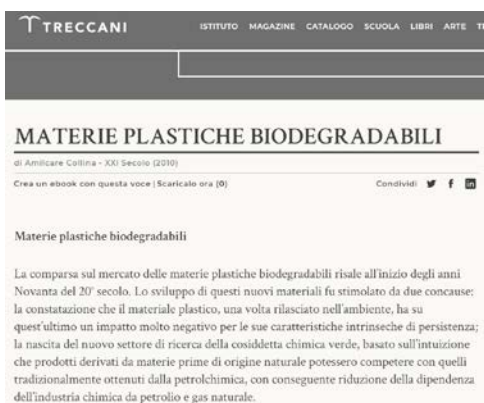 TRECCANI
ISTITUTO MAGAZINE CATALOGO SCUOLA LIBRI ARTE
MATERIE PLASTICHE BIODEGRADABILI
di Amilcare Collina - XXI Secolo (2010)
Crea un ebook con questa voce | Scaricalo ora (0) Condividi
Materie plastiche biodegradabili
La comparsa sul mercato delle materie plastiche biodegradabili risale all'inizio degli anni
Novanta del 20° secolo. Lo sviluppo di questi nuovi materiali fu stimolato da due concause:
la constatazione che il materiale plastico, una volta rilasciato nell'ambiente, ha su
quest'ultimo un impatto molto negativo per le sue caratteristiche intrinseche di persistenza;
la nascita del nuovo settore di ricerca della cosiddetta chimica verde, basato sull'intuizione
che prodotti derivati da materie prime di origine naturale potessero competere con quelli
tradizionalmente ottenuti dalla petrolchimica, con conseguente riduzione della dipendenza
dell'industria chimica da petrolio e gas naturale.